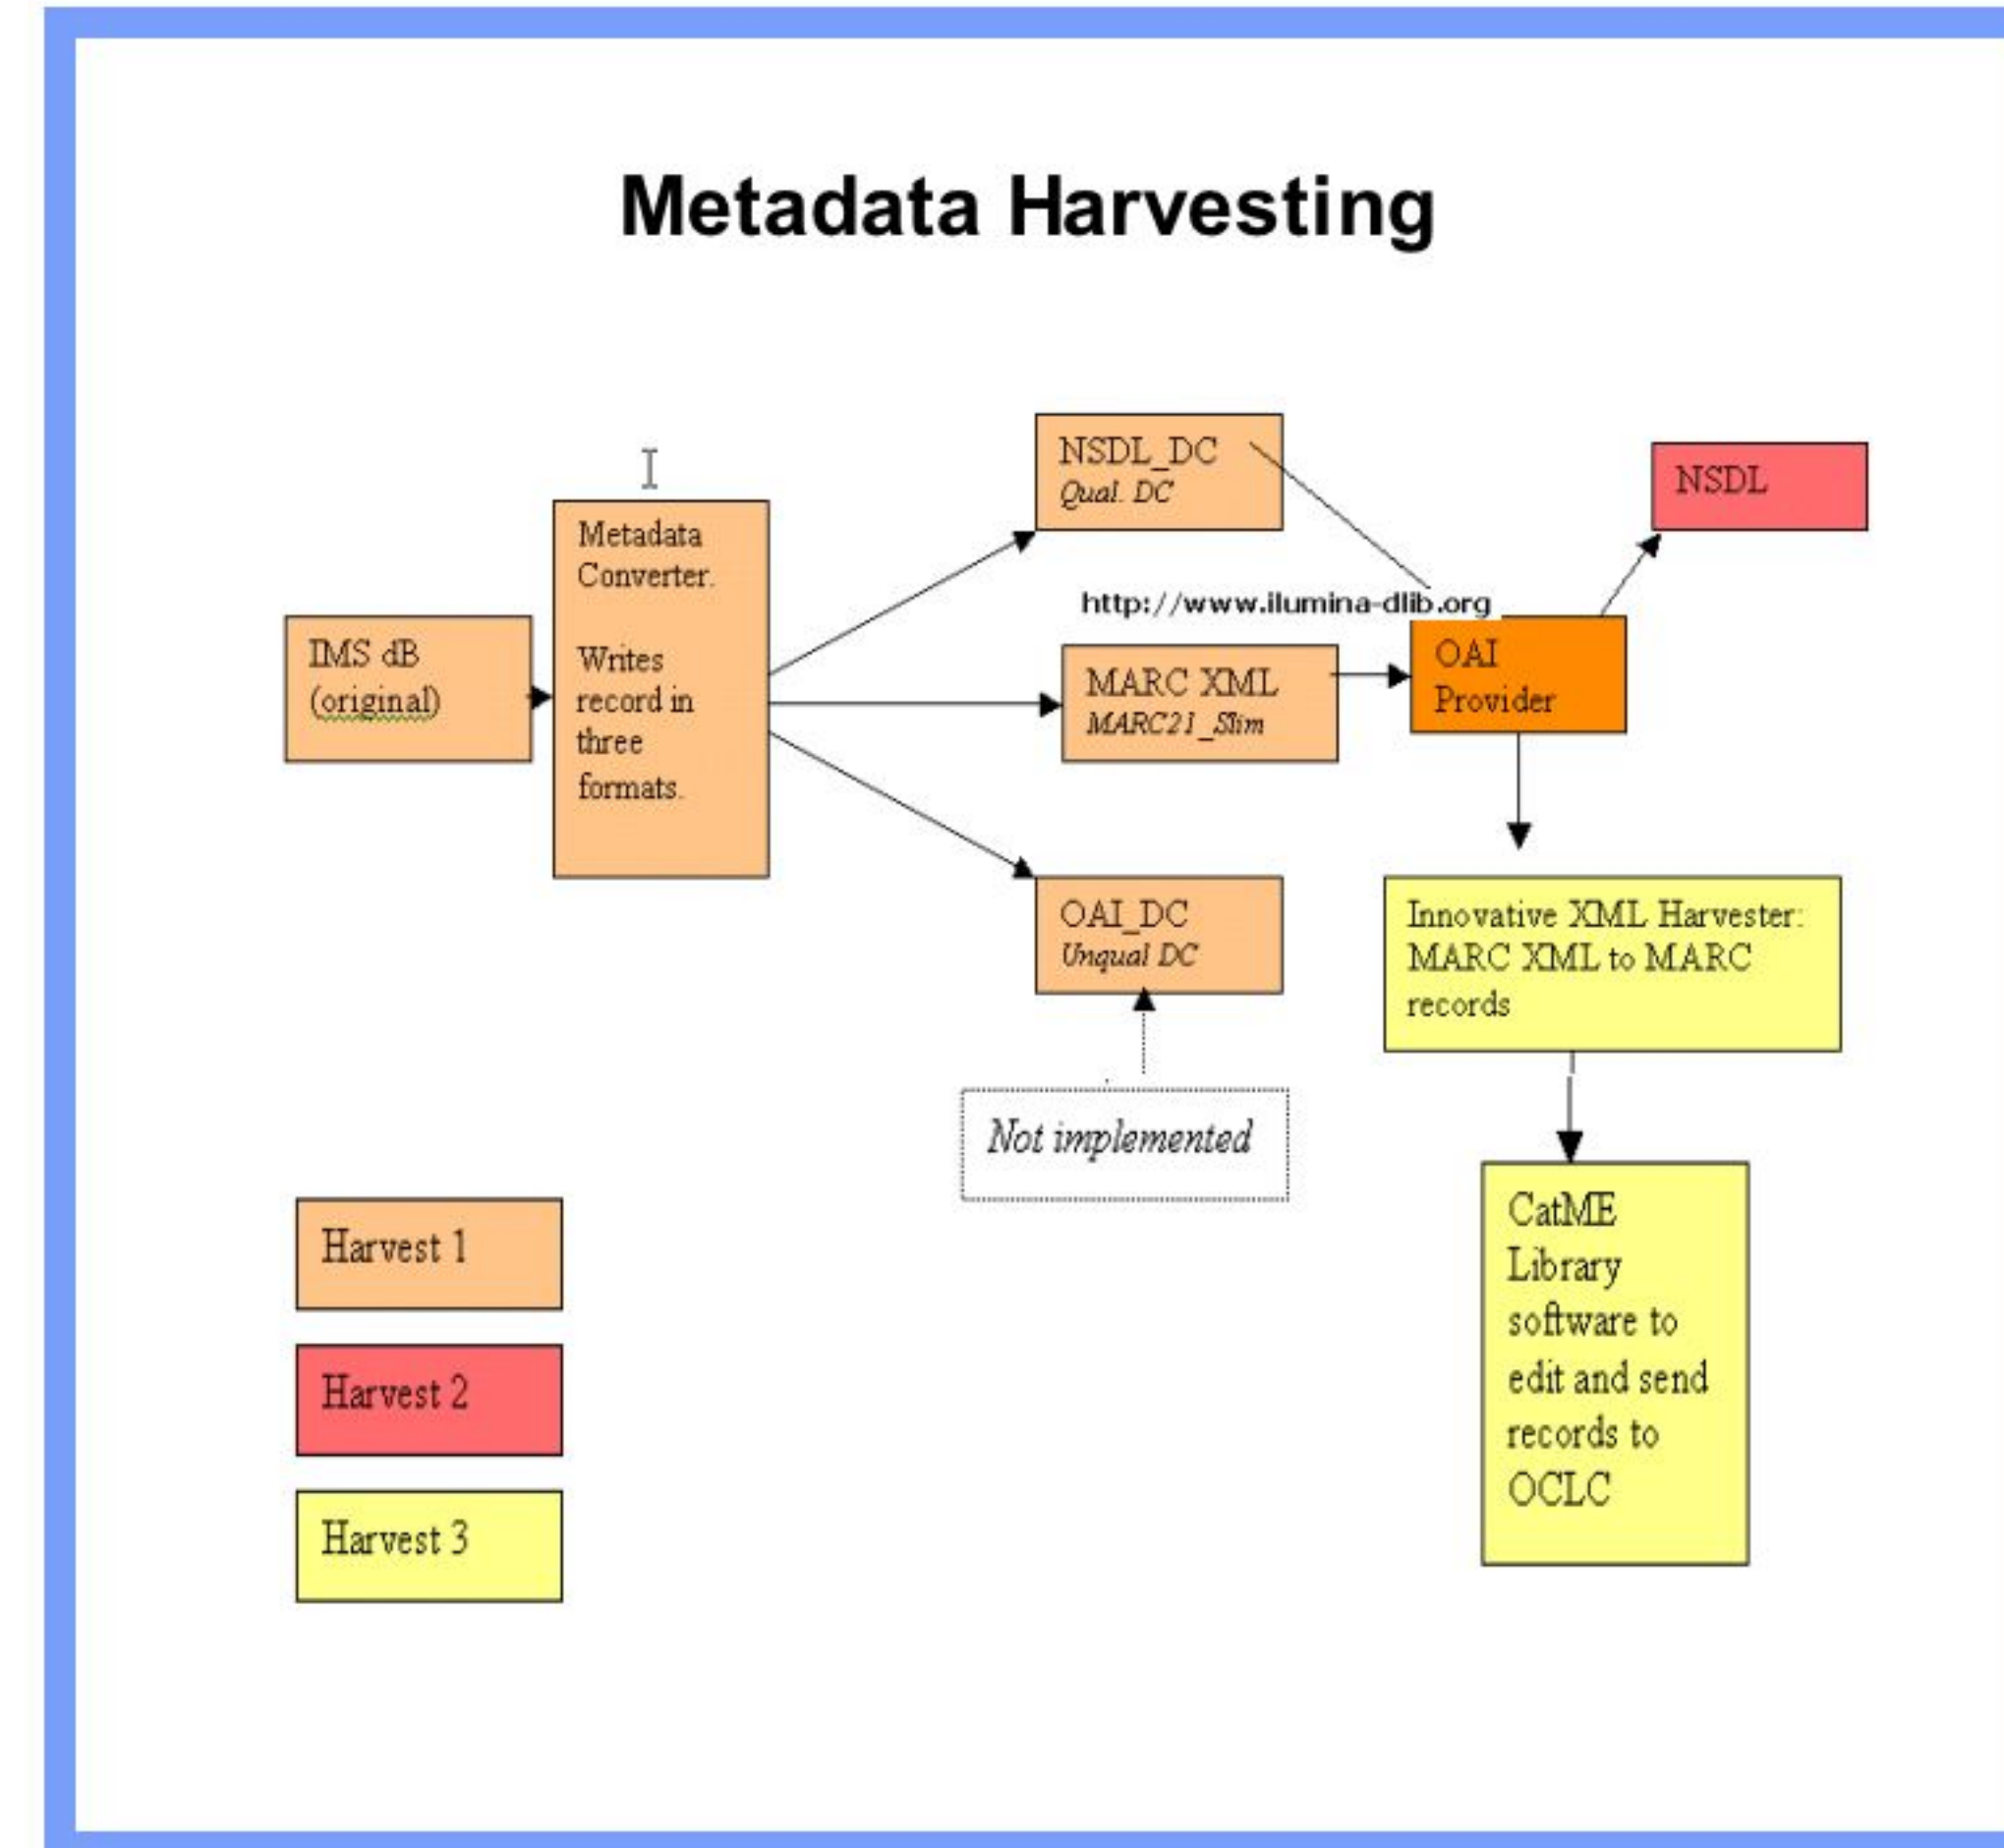 Metadata Harvesting
IMS dB
(original)
Metadata
Converter.
Writes
record in
three
formats.
NSDL_DC
Qual. DC
http://www.ilumina-dlib.org
MARC XML
MARC21_Slim
OAI_DC
Unqual DC
Not implemented
OAI
Provider
NSDL
Innovative XML Harvester:
MARC XML to MARC
records
CatME
Library
software to
edit and send
records to
OCLC
Harvest 1
Harvest 2
Harvest 3